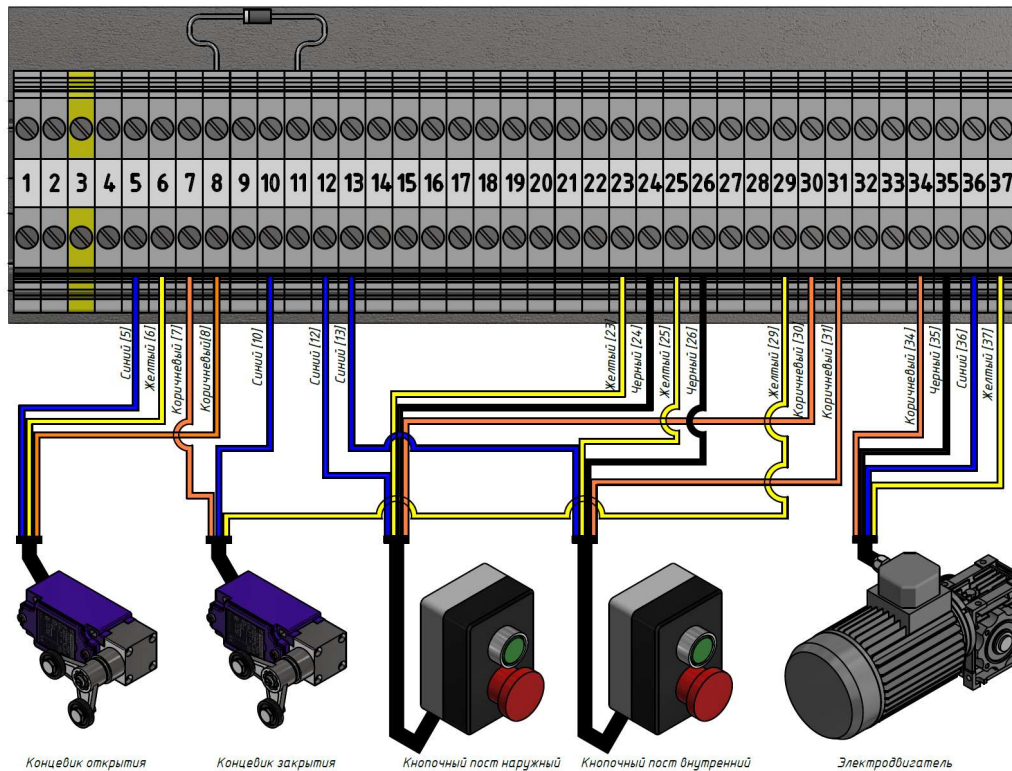 1 2 3 4 5 6 7 8 9 10 11 12 13 14 15 16 17 18 19 20 21 22 23 24 25 26 27 28 29 30 31 32 33 34 35 36 37
Синий [5]
Желтый [6]
Коричневый [7]
Коричневый[8]
Синий [10]
Синий [12]
Синий [13]
Желтый [23]
Черный [24]
Желтый [25]
Черный [26]
Желтый [29]
Коричневый [30]
Коричневый [31]
Коричневый [34]
Черный [35]
Синий [36]
Желтый [37]
Концевик открытия
Концевик закрытия
Кнопочный пост наружный
Кнопочный пост внутренний
Электродвигатель